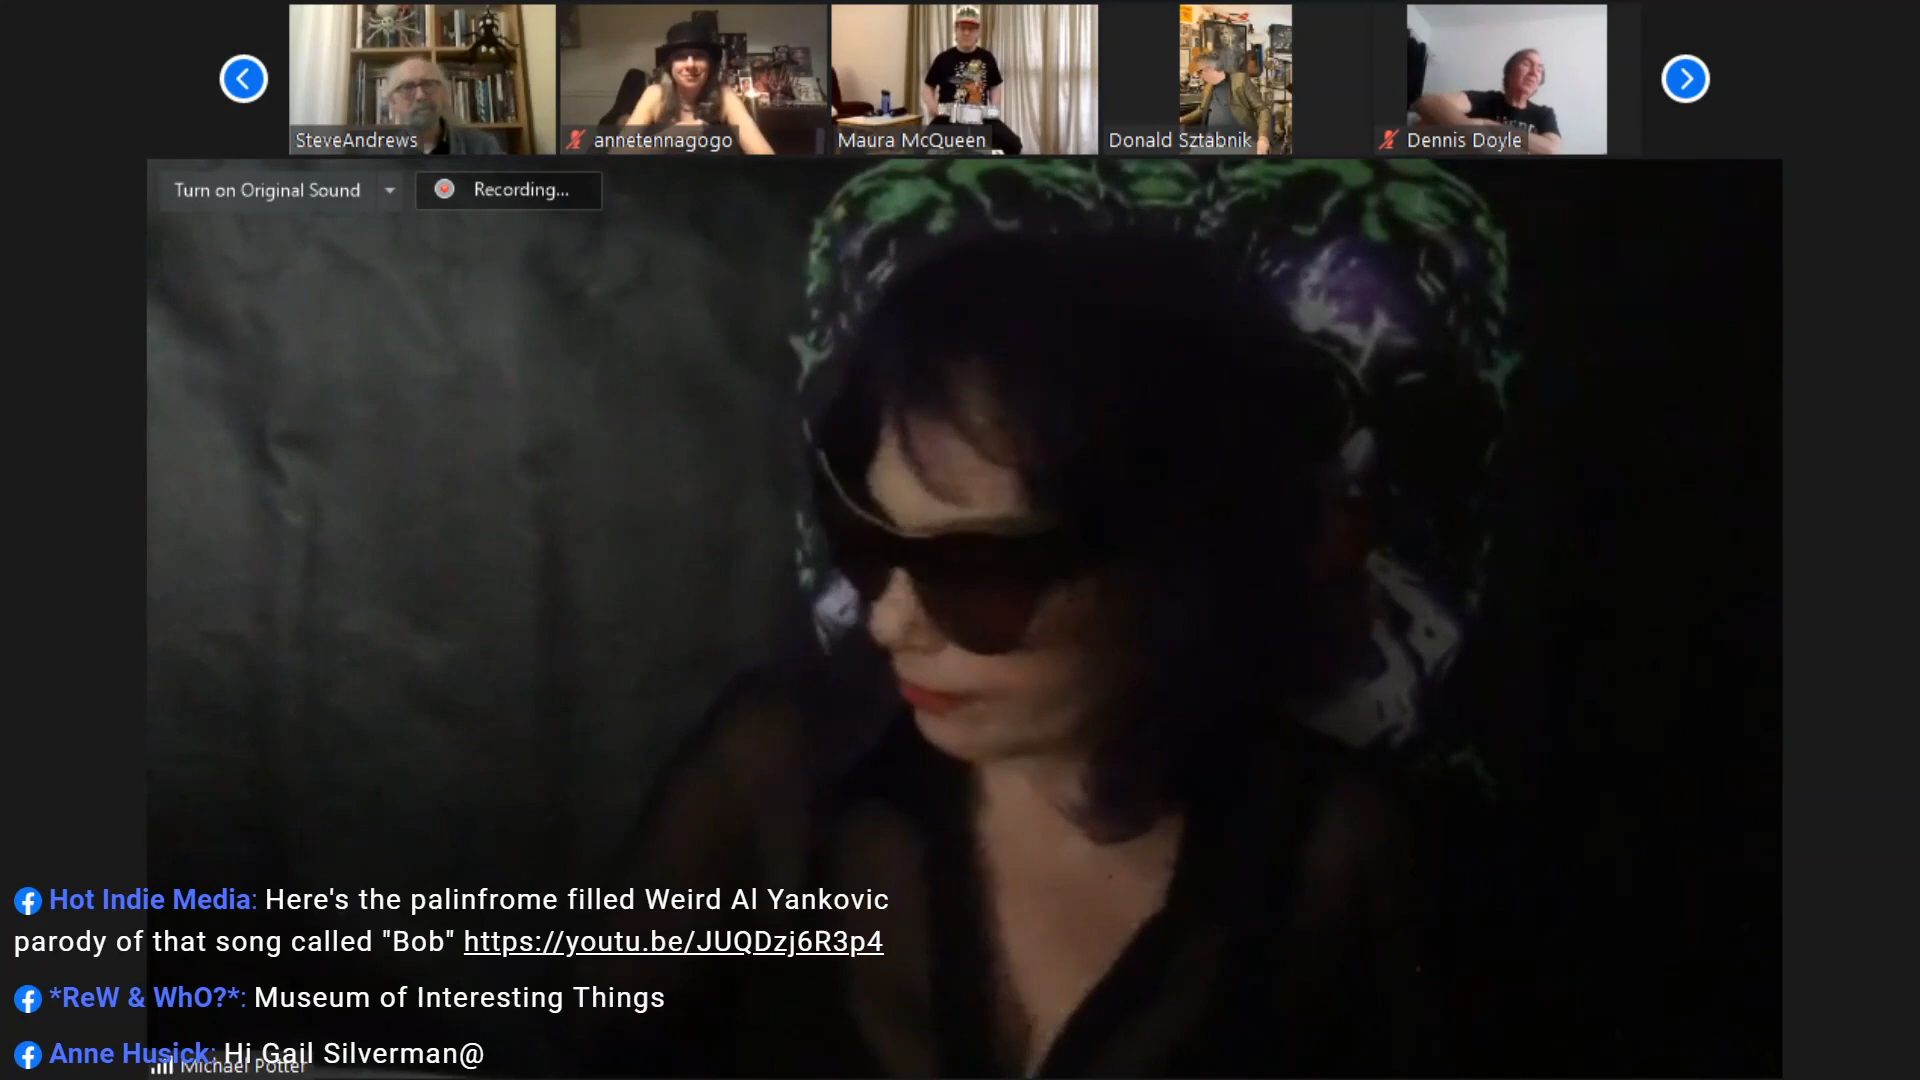 SteveAndrews
annetennagogo
Maura McQueen
Donald Sztabnik
Dennis Doyle
Turn on Original Sound
Recording...
Hot Indie Media: Here's the palinfrome filled Weird Al Yankovic
parody of that song called "Bob" https://youtu.be/JUQDzj6R3p4
*ReW & WhO?*: Museum of Interesting Things
Anne Husick: Hi Gail Silverman@
Michael Potter